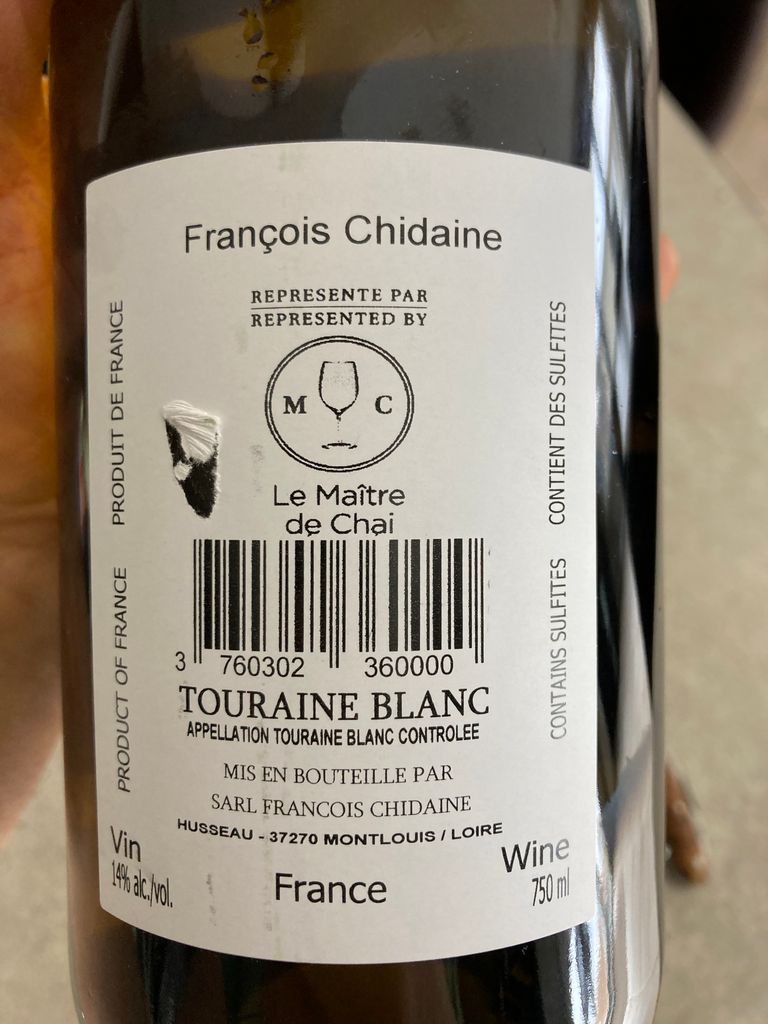 François Chidaine
REPRESENTE PAR
REPRESENTED BY
M C
Le Maître
de Chai
PRODUIT DE FRANCE
PRODUCT OF FRANCE
CONTIENT DES SULFITES
CONTAINS SULFITES
3 760302 360000
TOURAINE BLANC
APPELLATION TOURAINE BLANC CONTROLEE
MIS EN BOUTEILLE PAR
SARL FRANCOIS CHIDAINE
HUSSEAU - 37270 MONTLOUIS / LOIRE
Vin
14% alc./vol.
France
Wine
750 ml